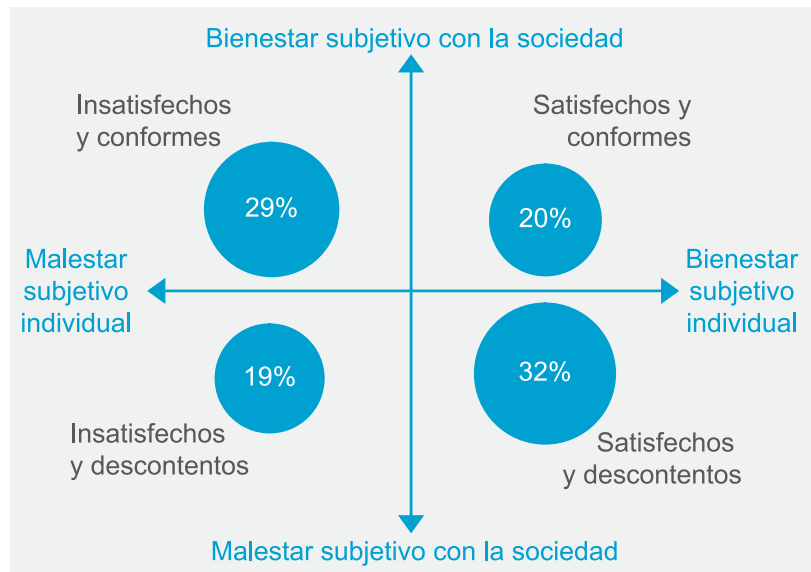 Bienestar subjetivo con la sociedad
Insatisfechos
y conformes
29%
Satisfechos y
conformes
20%
Malestar
subjetivo
individual
Bienestar
subjetivo
individual
19%
Insatisfechos
y descontentos
32%
Satisfechos
y descontentos
Malestar subjetivo con la sociedad